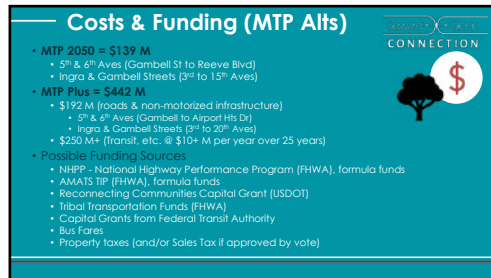 Costs & Funding (MTP Alts)
CONNECTION
$
• MTP 2050 = $139 M
• 5th & 6th Aves (Gambell St to Reeve Blvd)
• Ingra & Gambell Streets (3rd to 15th Aves)
• MTP Plus = $442 M
• $192 M (roads & non-motorized infrastructure)
• 5th & 6th Aves (Gambell to Airport Hts Dr)
• Ingra & Gambell Streets (3rd to 20th Aves)
• $250 M+ (Transit, etc. @ $10+ M per year over 25 years)
• Possible Funding Sources
• NHPP - National Highway Performance Program (FHWA), formula funds
• AMATS TIP (FHWA), formula funds
• Reconnecting Communities Capital Grant (USDOT)
• Tribal Transportation Funds (FHWA)
• Capital Grants from Federal Transit Authority
• Bus Fares
• Property taxes (and/or Sales Tax if approved by vote)